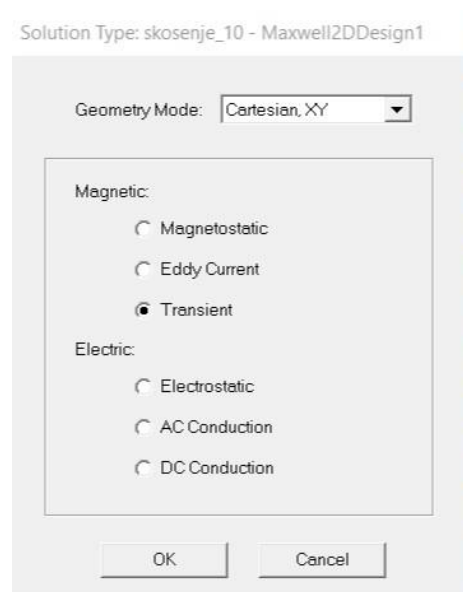 Solution Type: skosenje_10 - Maxwell2DDesign1
Geometry Mode: Cartesian, XY
Magnetic:
Magnetostatic
Eddy Current
Transient
Electric:
Electrostatic
AC Conduction
DC Conduction
OK Cancel